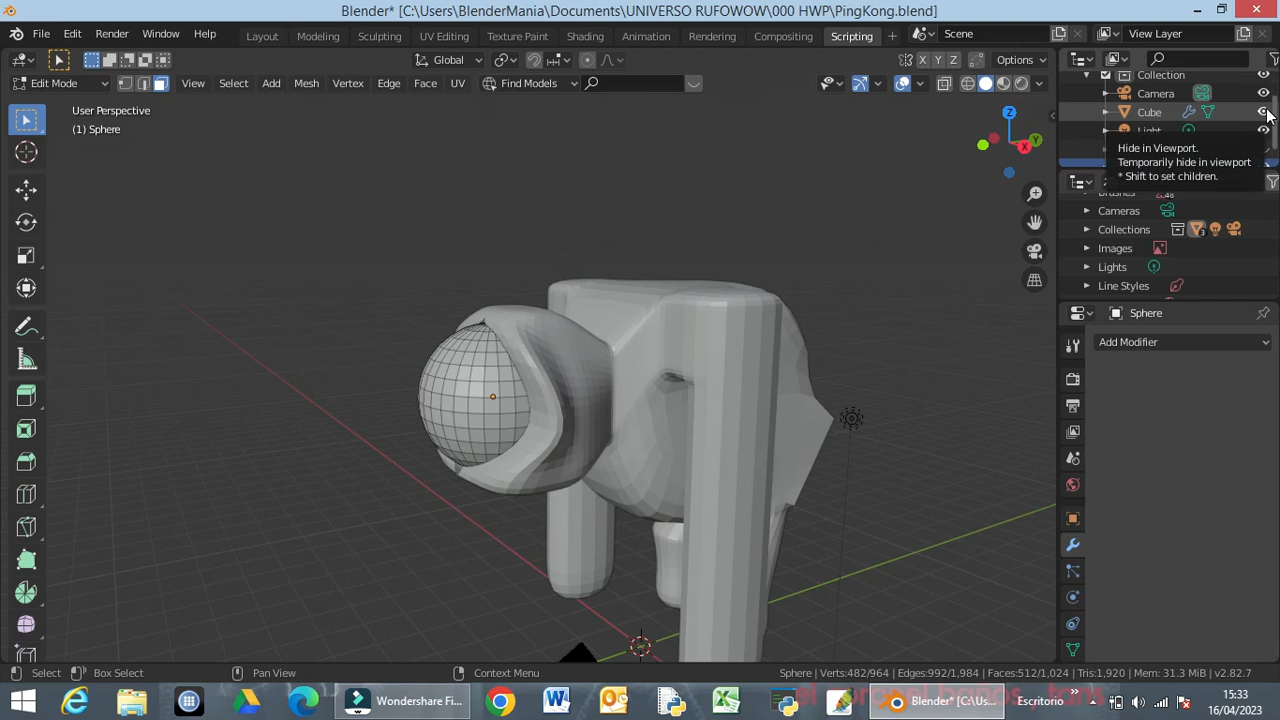 Blender* [C:\Users\BlenderMania\Documents\UNIVERSO RUFOWOW\000 HWP\PingKong.blend]
File Edit Render Window Help Layout Modeling Sculpting UV Editing Texture Paint Shading Animation Rendering Compositing Scripting + Scene View Layer
Global X Y Z Options
Edit Mode View Select Add Mesh Vertex Edge Face UV Find Models
User Perspective
(1) Sphere
Z
Y
X
Collection
Camera
Cube
Light
Hide in Viewport.
Temporarily hide in viewport
* Shift to set children.
Brushes 48
Cameras
Collections 3
Images
Lights
Line Styles
Sphere
Add Modifier
Select Box Select Pan View Context Menu Sphere | Verts:482/964 | Edges:992/1,984 | Faces:512/1,024 | Tris:1,920 | Mem: 31.3 MiB | v2.82.7
Wondershare Fi... Blender* [C:\Us... Escritorio 15:33
16/04/2023